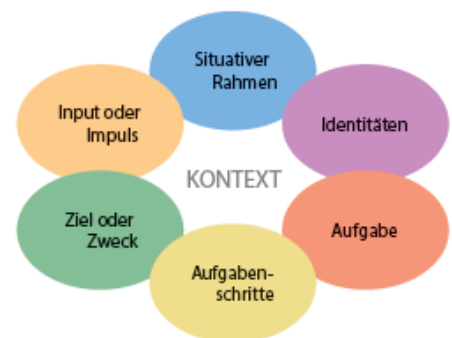 Situativer
Rahmen
Input oder
Impuls
Identitäten
KONTEXT
Ziel oder
Zweck
Aufgabe
Aufgaben-
schritte